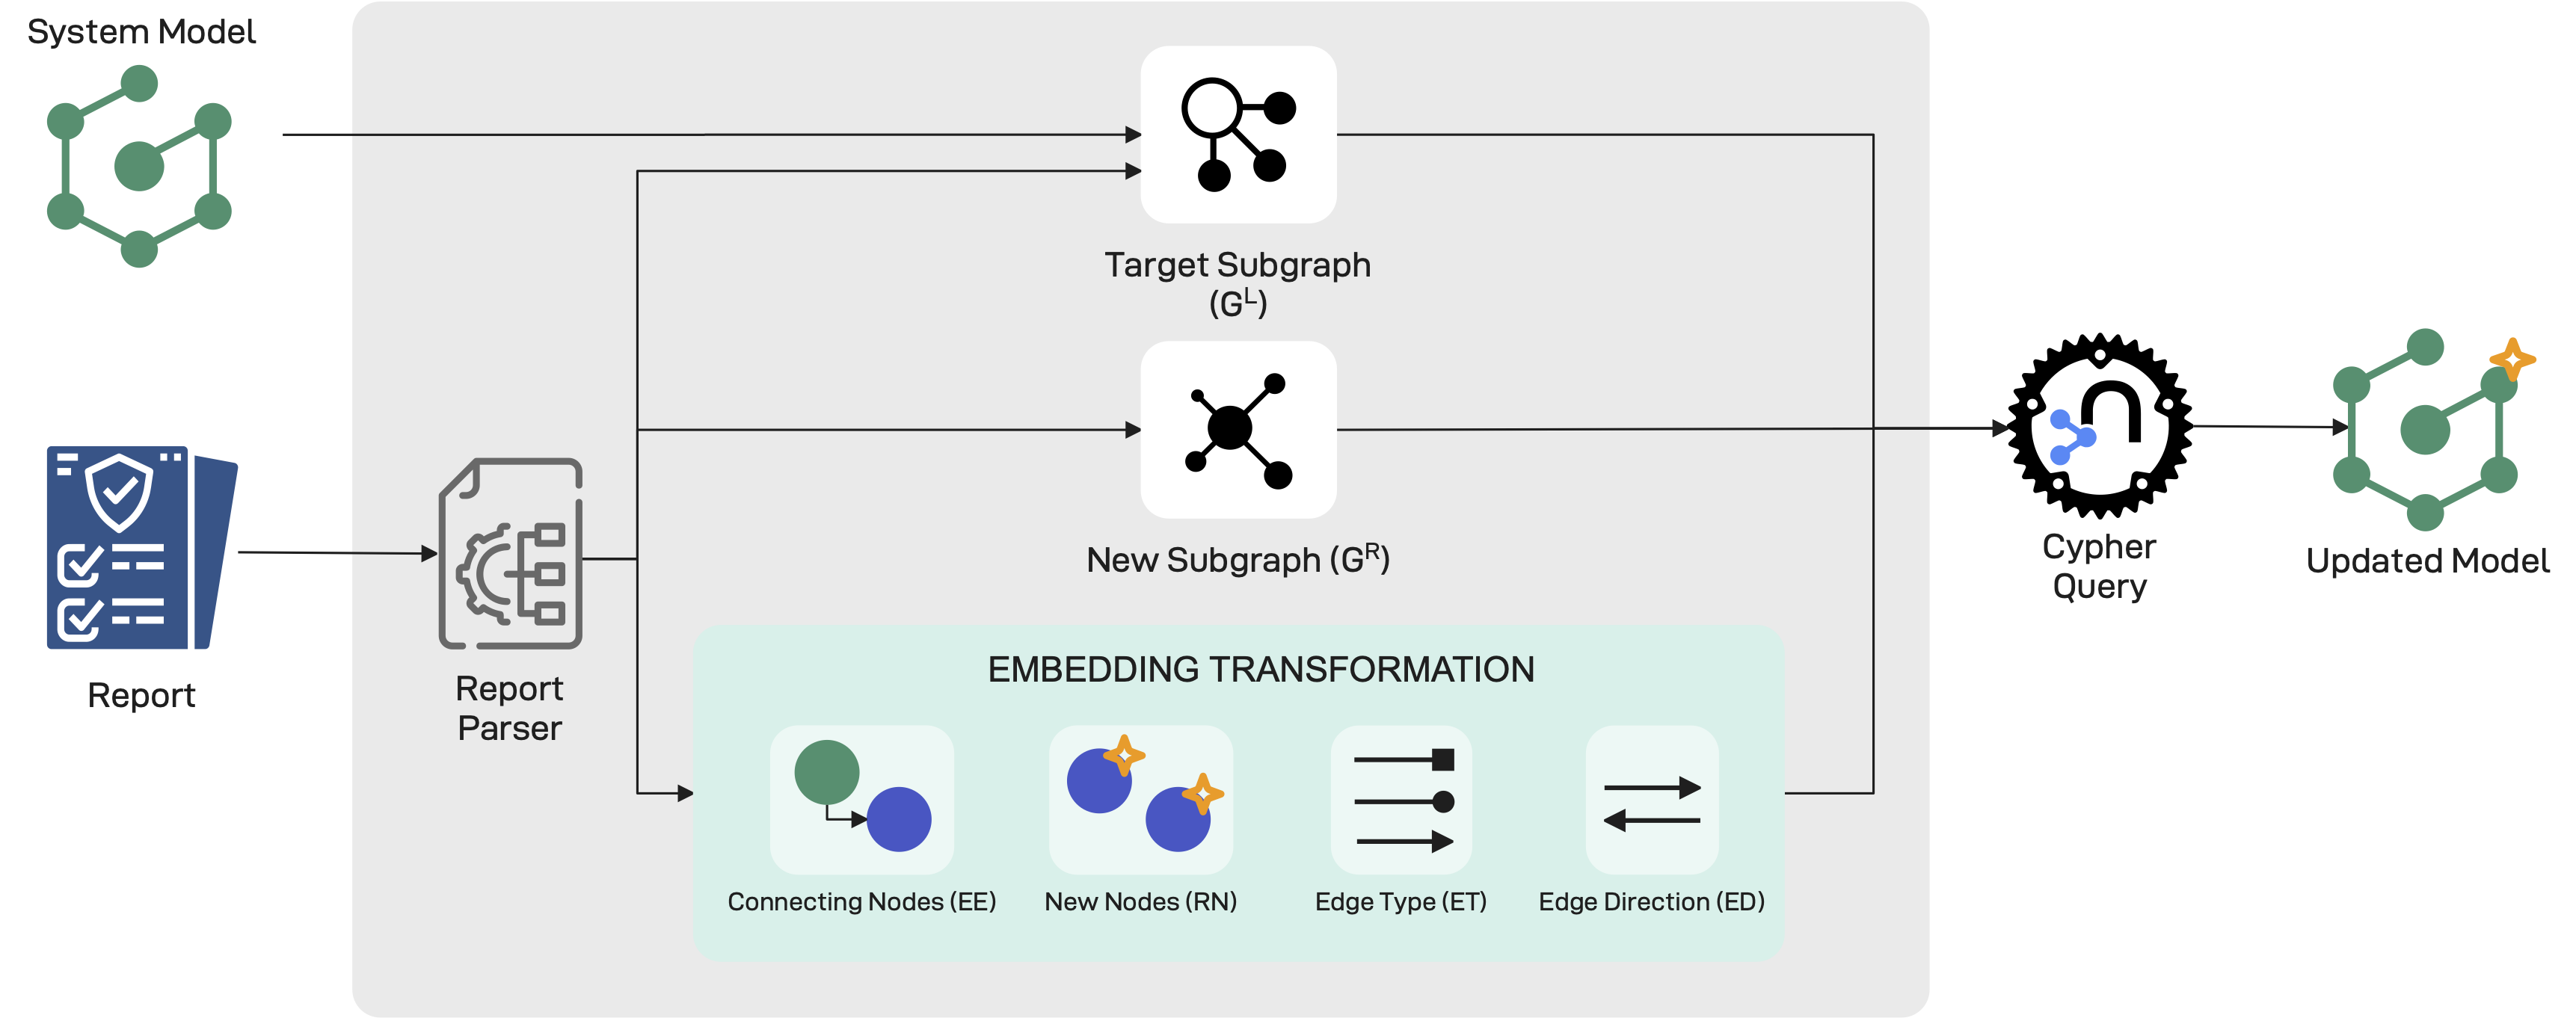 System Model
Target Subgraph
(G^L)
New Subgraph (G^R)
Report
Report
Parser
EMBEDDING TRANSFORMATION
Connecting Nodes (EE)
New Nodes (RN)
Edge Type (ET)
Edge Direction (ED)
Cypher
Query
Updated Model